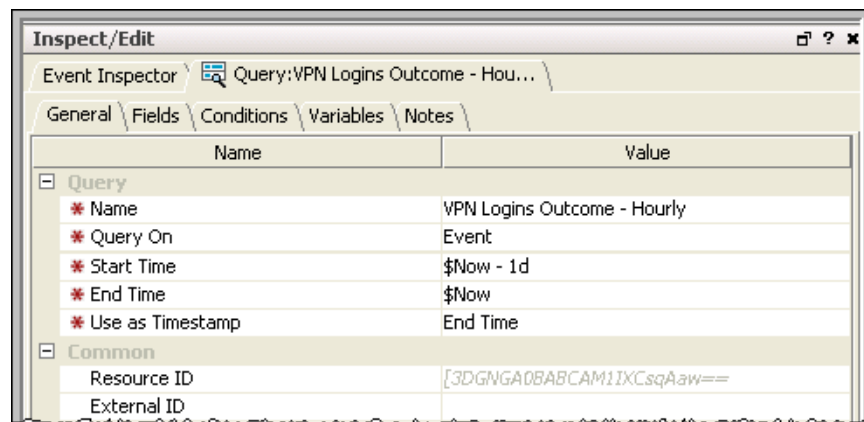 Inspect/Edit
Event Inspector Query:VPN Logins Outcome - Hou...
General Fields Conditions Variables Notes
Name Value
Query
* Name VPN Logins Outcome - Hourly
* Query On Event
* Start Time $Now - 1d
* End Time $Now
* Use as Timestamp End Time
Common
Resource ID [3DGNGA0BABCAM1IXCsqAaw==
External ID